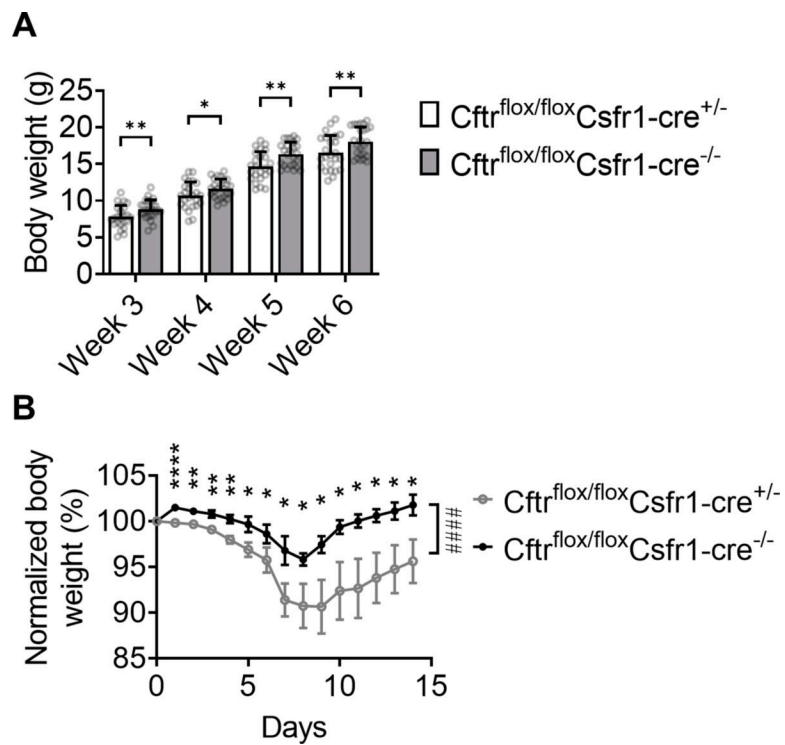 A
Body weight (g)
25
20
15
10
5
0
**
*
**
**
Week 3
Week 4
Week 5
Week 6
Cftrflox/floxCsfr1-cre+/-
Cftrflox/floxCsfr1-cre-/-
B
Normalized body
weight (%)
105
100
95
90
85
****
**
**
**
*
*
*
*
*
*
*
*
*
*
####
0
5
10
15
Days
Cftrflox/floxCsfr1-cre+/-
Cftrflox/floxCsfr1-cre-/-